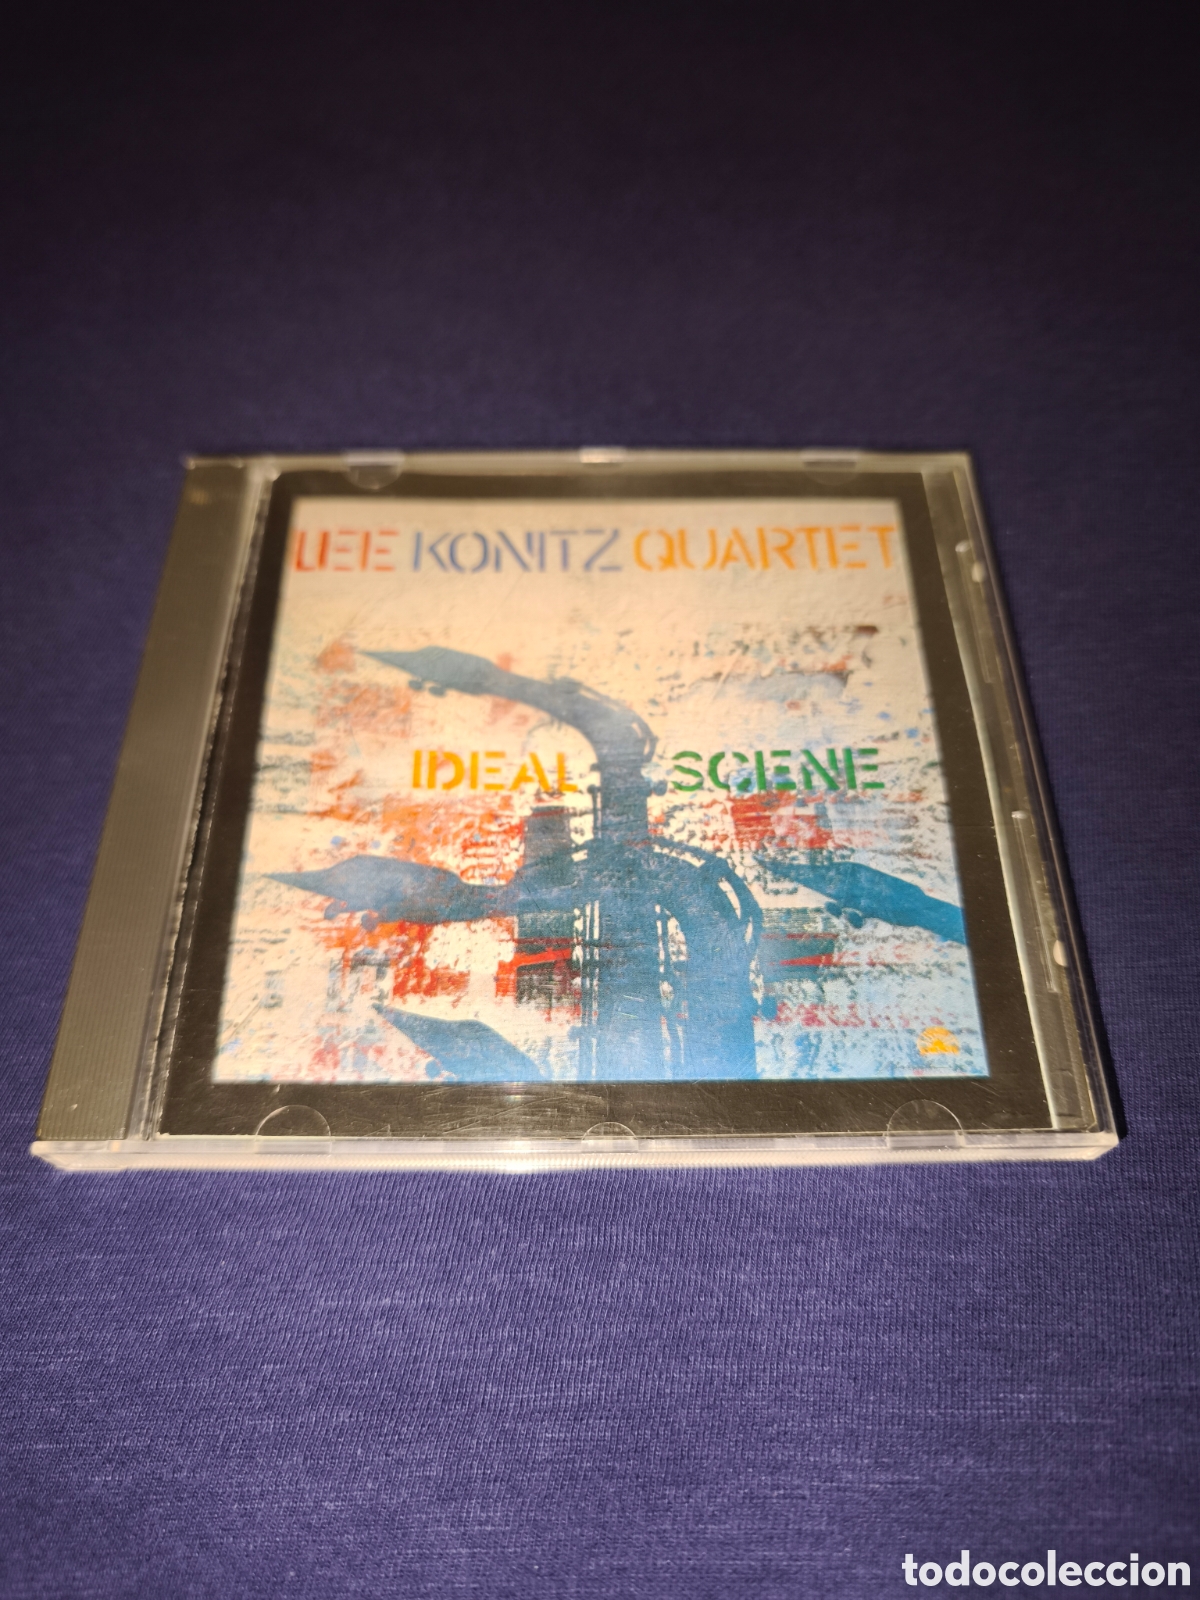 LEE KONITZ QUARTET
IDEAL SCENE
todocoleccion